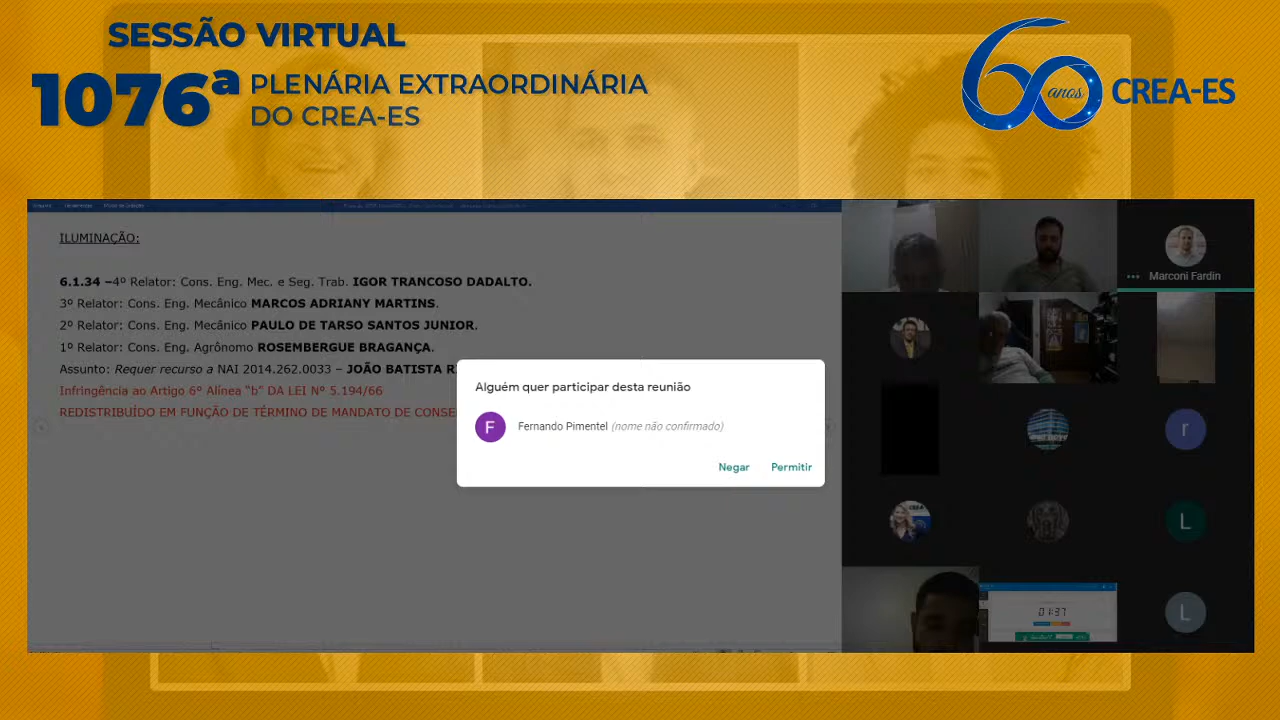 SESSÃO VIRTUAL
1076ª PLENÁRIA EXTRAORDINÁRIA
DO CREA-ES
60 anos CREA-ES
ILUMINAÇÃO:
6.1.34 –4º Relator: Cons. Eng. Mec. e Seg. Trab. IGOR TRANCOSO DADALTO.
3º Relator: Cons. Eng. Mecânico MARCOS ADRIANY MARTINS.
2º Relator: Cons. Eng. Mecânico PAULO DE TARSO SANTOS JUNIOR.
1º Relator: Cons. Eng. Agrônomo ROSEMBERGUE BRAGANÇA.
Assunto: Requer recurso a NAI 2014.262.0033 – JOÃO BATISTA
Infringência ao Artigo 6º Alínea “b” DA LEI Nº 5.194/66
REDISTRIBUÍDO EM FUNÇÃO DE TÉRMINO DE MANDATO DE
Alguém quer participar desta reunião
F
Fernando Pimentel (nome não confirmado)
Negar Permitir
Marconi Fardin
r
CREA
L
01:37
L